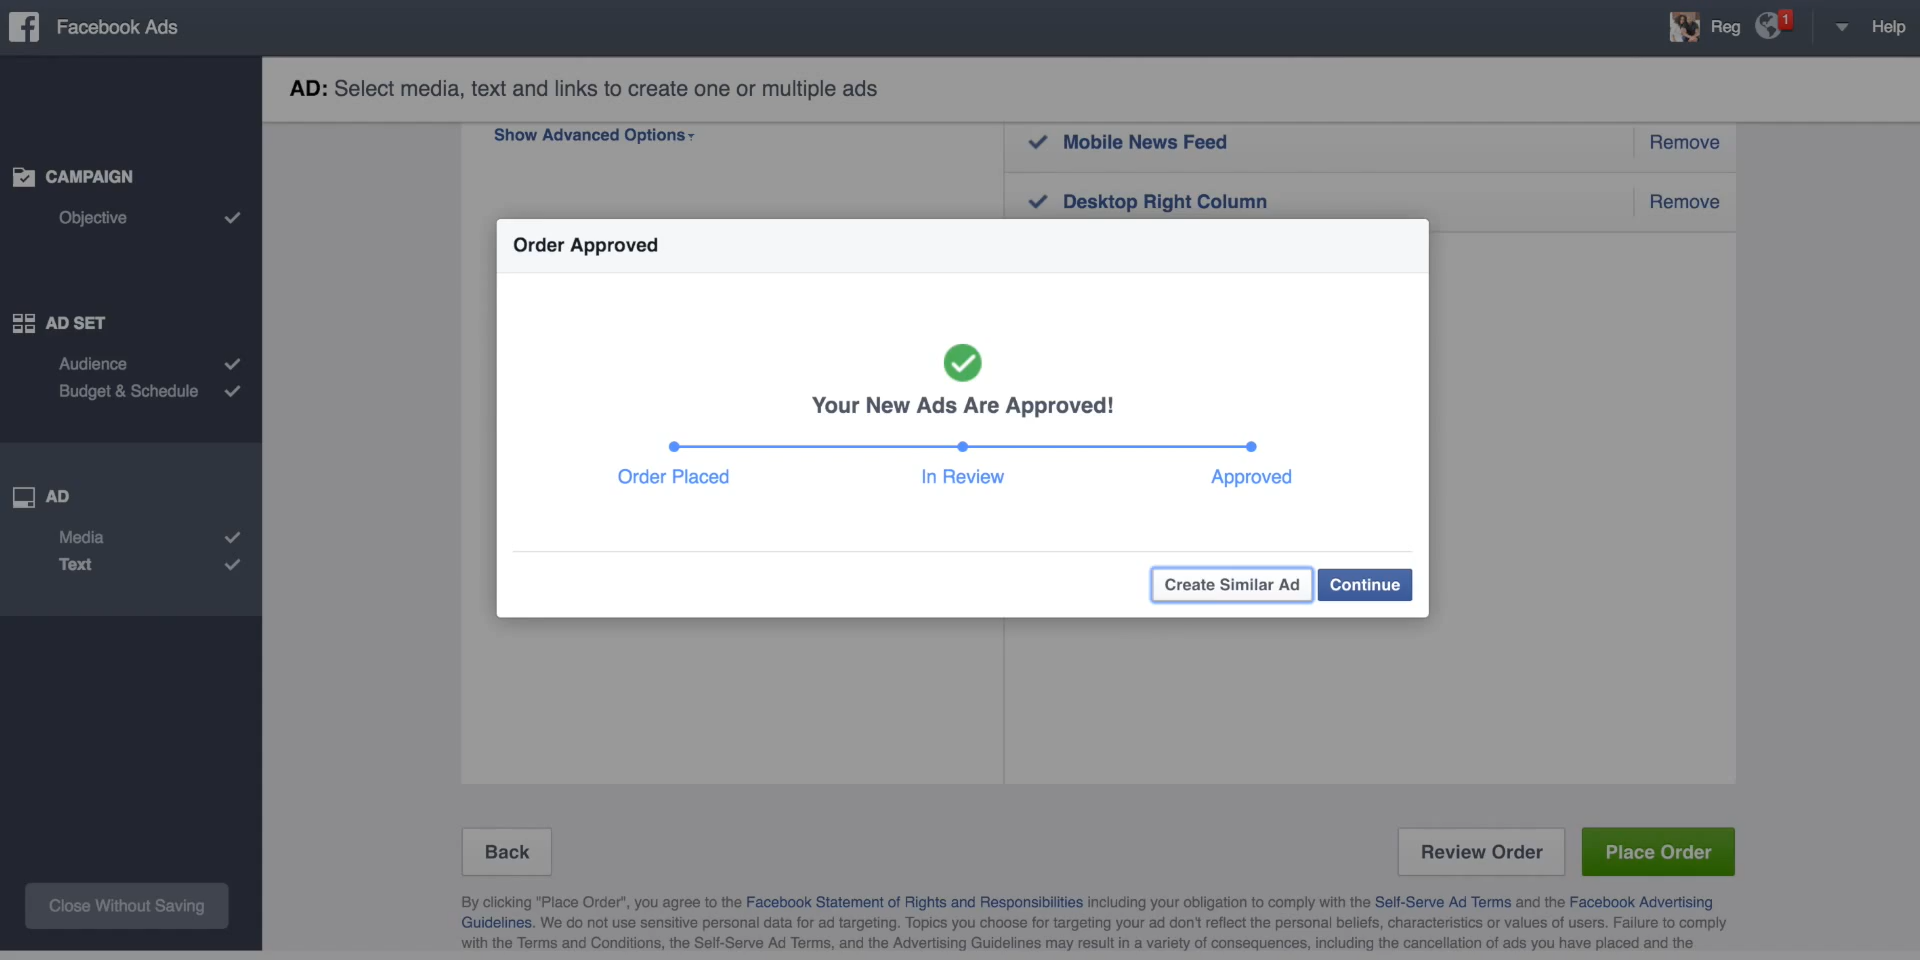 Facebook Ads
Reg
1
Help
AD: Select media, text and links to create one or multiple ads
CAMPAIGN
Objective
AD SET
Audience
Budget & Schedule
AD
Media
Text
Close Without Saving
Show Advanced Options
Mobile News Feed
Remove
Desktop Right Column
Remove
Order Approved
Your New Ads Are Approved!
Order Placed
In Review
Approved
Create Similar Ad
Continue
Back
Review Order
Place Order
By clicking "Place Order", you agree to the Facebook Statement of Rights and Responsibilities including your obligation to comply with the Self-Serve Ad Terms and the Facebook Advertising
Guidelines. We do not use sensitive personal data for ad targeting. Topics you choose for targeting your ad don't reflect the personal beliefs, characteristics or values of users. Failure to comply
with the Terms and Conditions, the Self-Serve Ad Terms, and the Advertising Guidelines may result in a variety of consequences, including the cancellation of ads you have placed and the